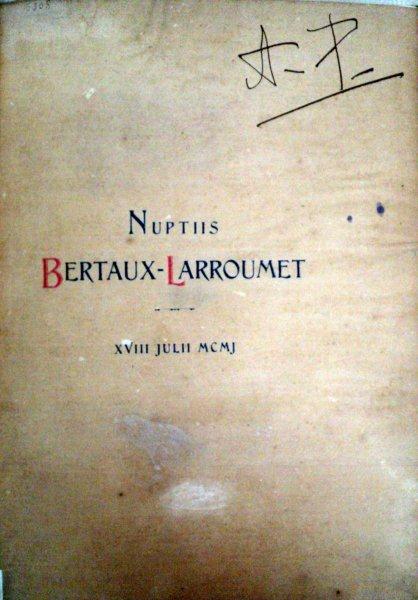 A-P-
NUPTIIS
BERTAUX-LARROUMET
XVIII JULII MCMJ